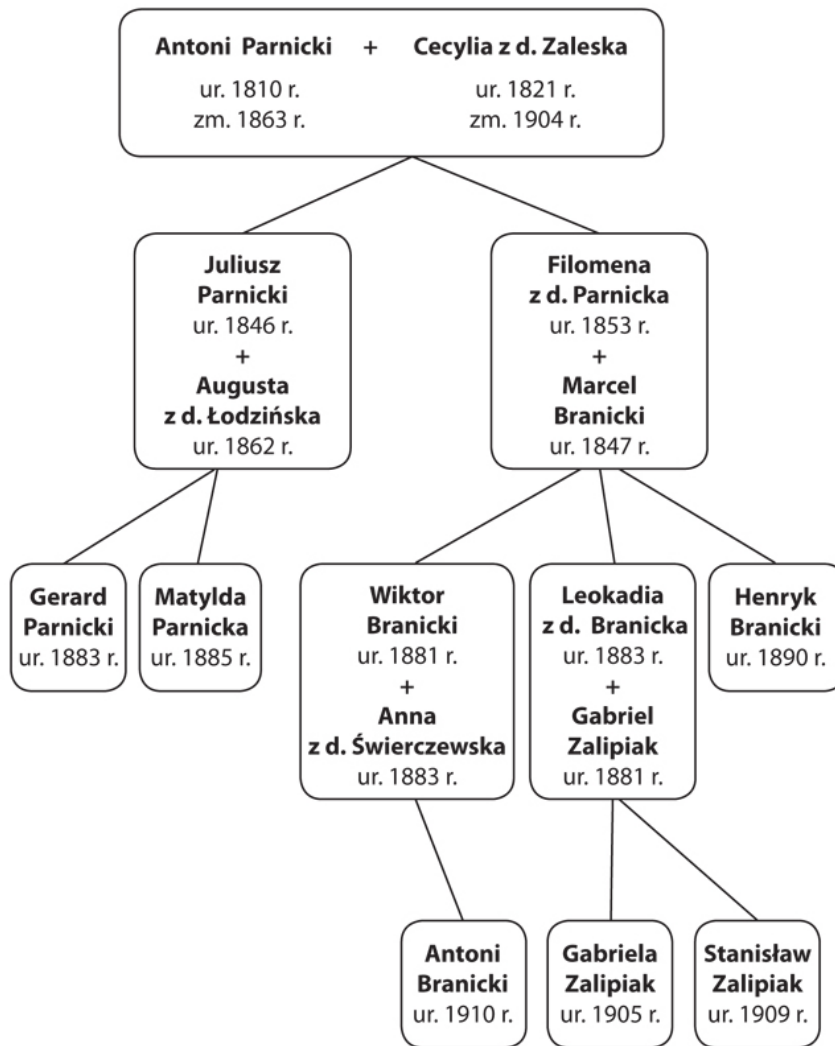 Antoni Parnicki + Cecylia z d. Zaleska
ur. 1810 r. ur. 1821 r.
zm. 1863 r. zm. 1904 r.
Juliusz
Parnicki
ur. 1846 r.
+
Augusta
z d. Łodzińska
ur. 1862 r.
Filomena
z d. Parnicka
ur. 1853 r.
+
Marcel
Branicki
ur. 1847 r.
Gerard
Parnicki
ur. 1883 r.
Matylda
Parnicka
ur. 1885 r.
Wiktor
Branicki
ur. 1881 r.
+
Anna
z d. Świerczewska
ur. 1883 r.
Leokadia
z d. Branicka
ur. 1883 r.
+
Gabriel
Zalipiak
ur. 1881 r.
Henryk
Branicki
ur. 1890 r.
Antoni
Branicki
ur. 1910 r.
Gabriela
Zalipiak
ur. 1905 r.
Stanisław
Zalipiak
ur. 1909 r.